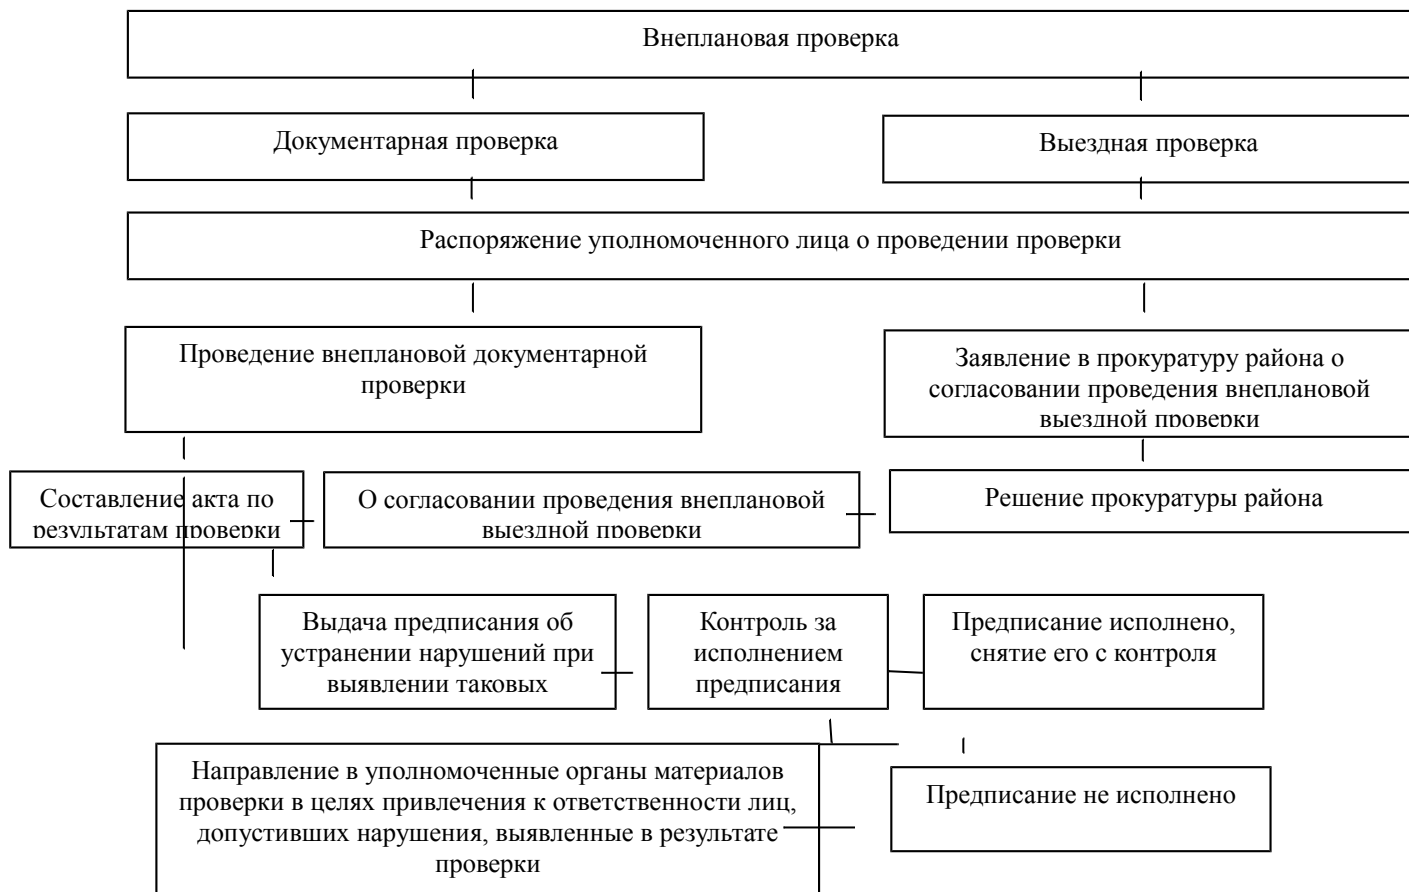 Внеплановая проверка
Документарная проверка
Выездная проверка
Распоряжение уполномоченного лица о проведении проверки
Проведение внеплановой документарной
проверки
Заявление в прокуратуру района о
согласовании проведения внеплановой
выездной проверки
Составление акта по
результатам проверки
О согласовании проведения внеплановой
выездной проверки
Решение прокуратуры района
Выдача предписания об
устранении нарушений при
выявлении таковых
Контроль за
исполнением
предписания
Предписание исполнено,
снятие его с контроля
Направление в уполномоченные органы материалов
проверки в целях привлечения к ответственности лиц,
допустивших нарушения, выявленные в результате
проверки
Предписание не исполнено